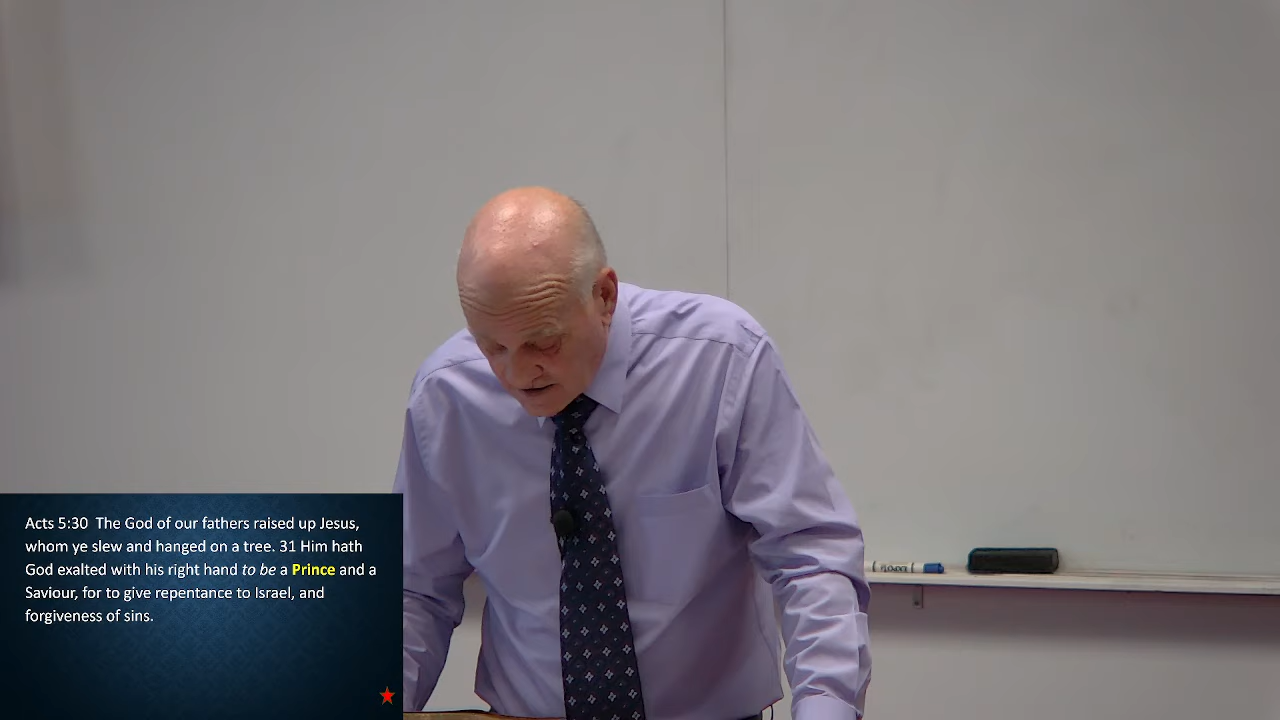 Acts 5:30  The God of our fathers raised up Jesus,
whom ye slew and hanged on a tree. 31 Him hath
God exalted with his right hand to be a Prince and a
Saviour, for to give repentance to Israel, and
forgiveness of sins.
EXPO